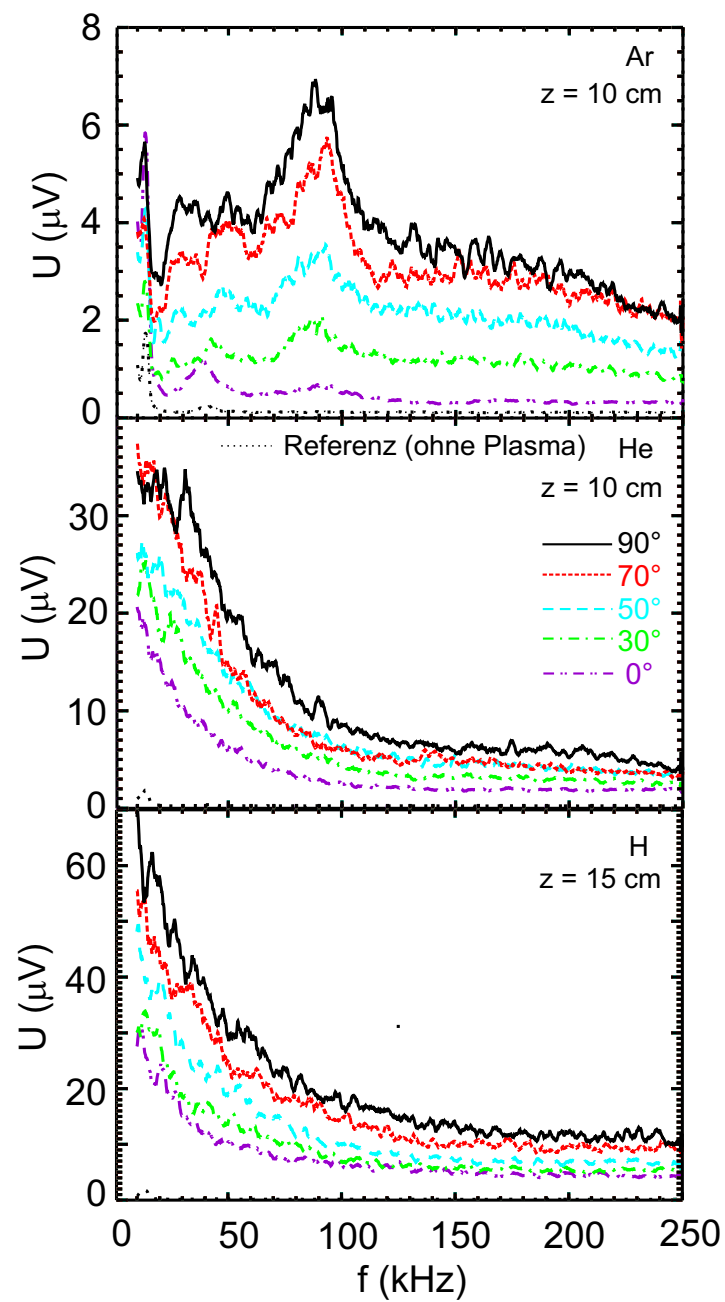 8
6
4
2
0
U (μV)
Ar
z = 10 cm
30
20
10
0
U (μV)
Referenz (ohne Plasma)
He
z = 10 cm
90°
70°
50°
30°
0°
60
40
20
0
U (μV)
H
z = 15 cm
0 50 100 150 200 250
f (kHz)